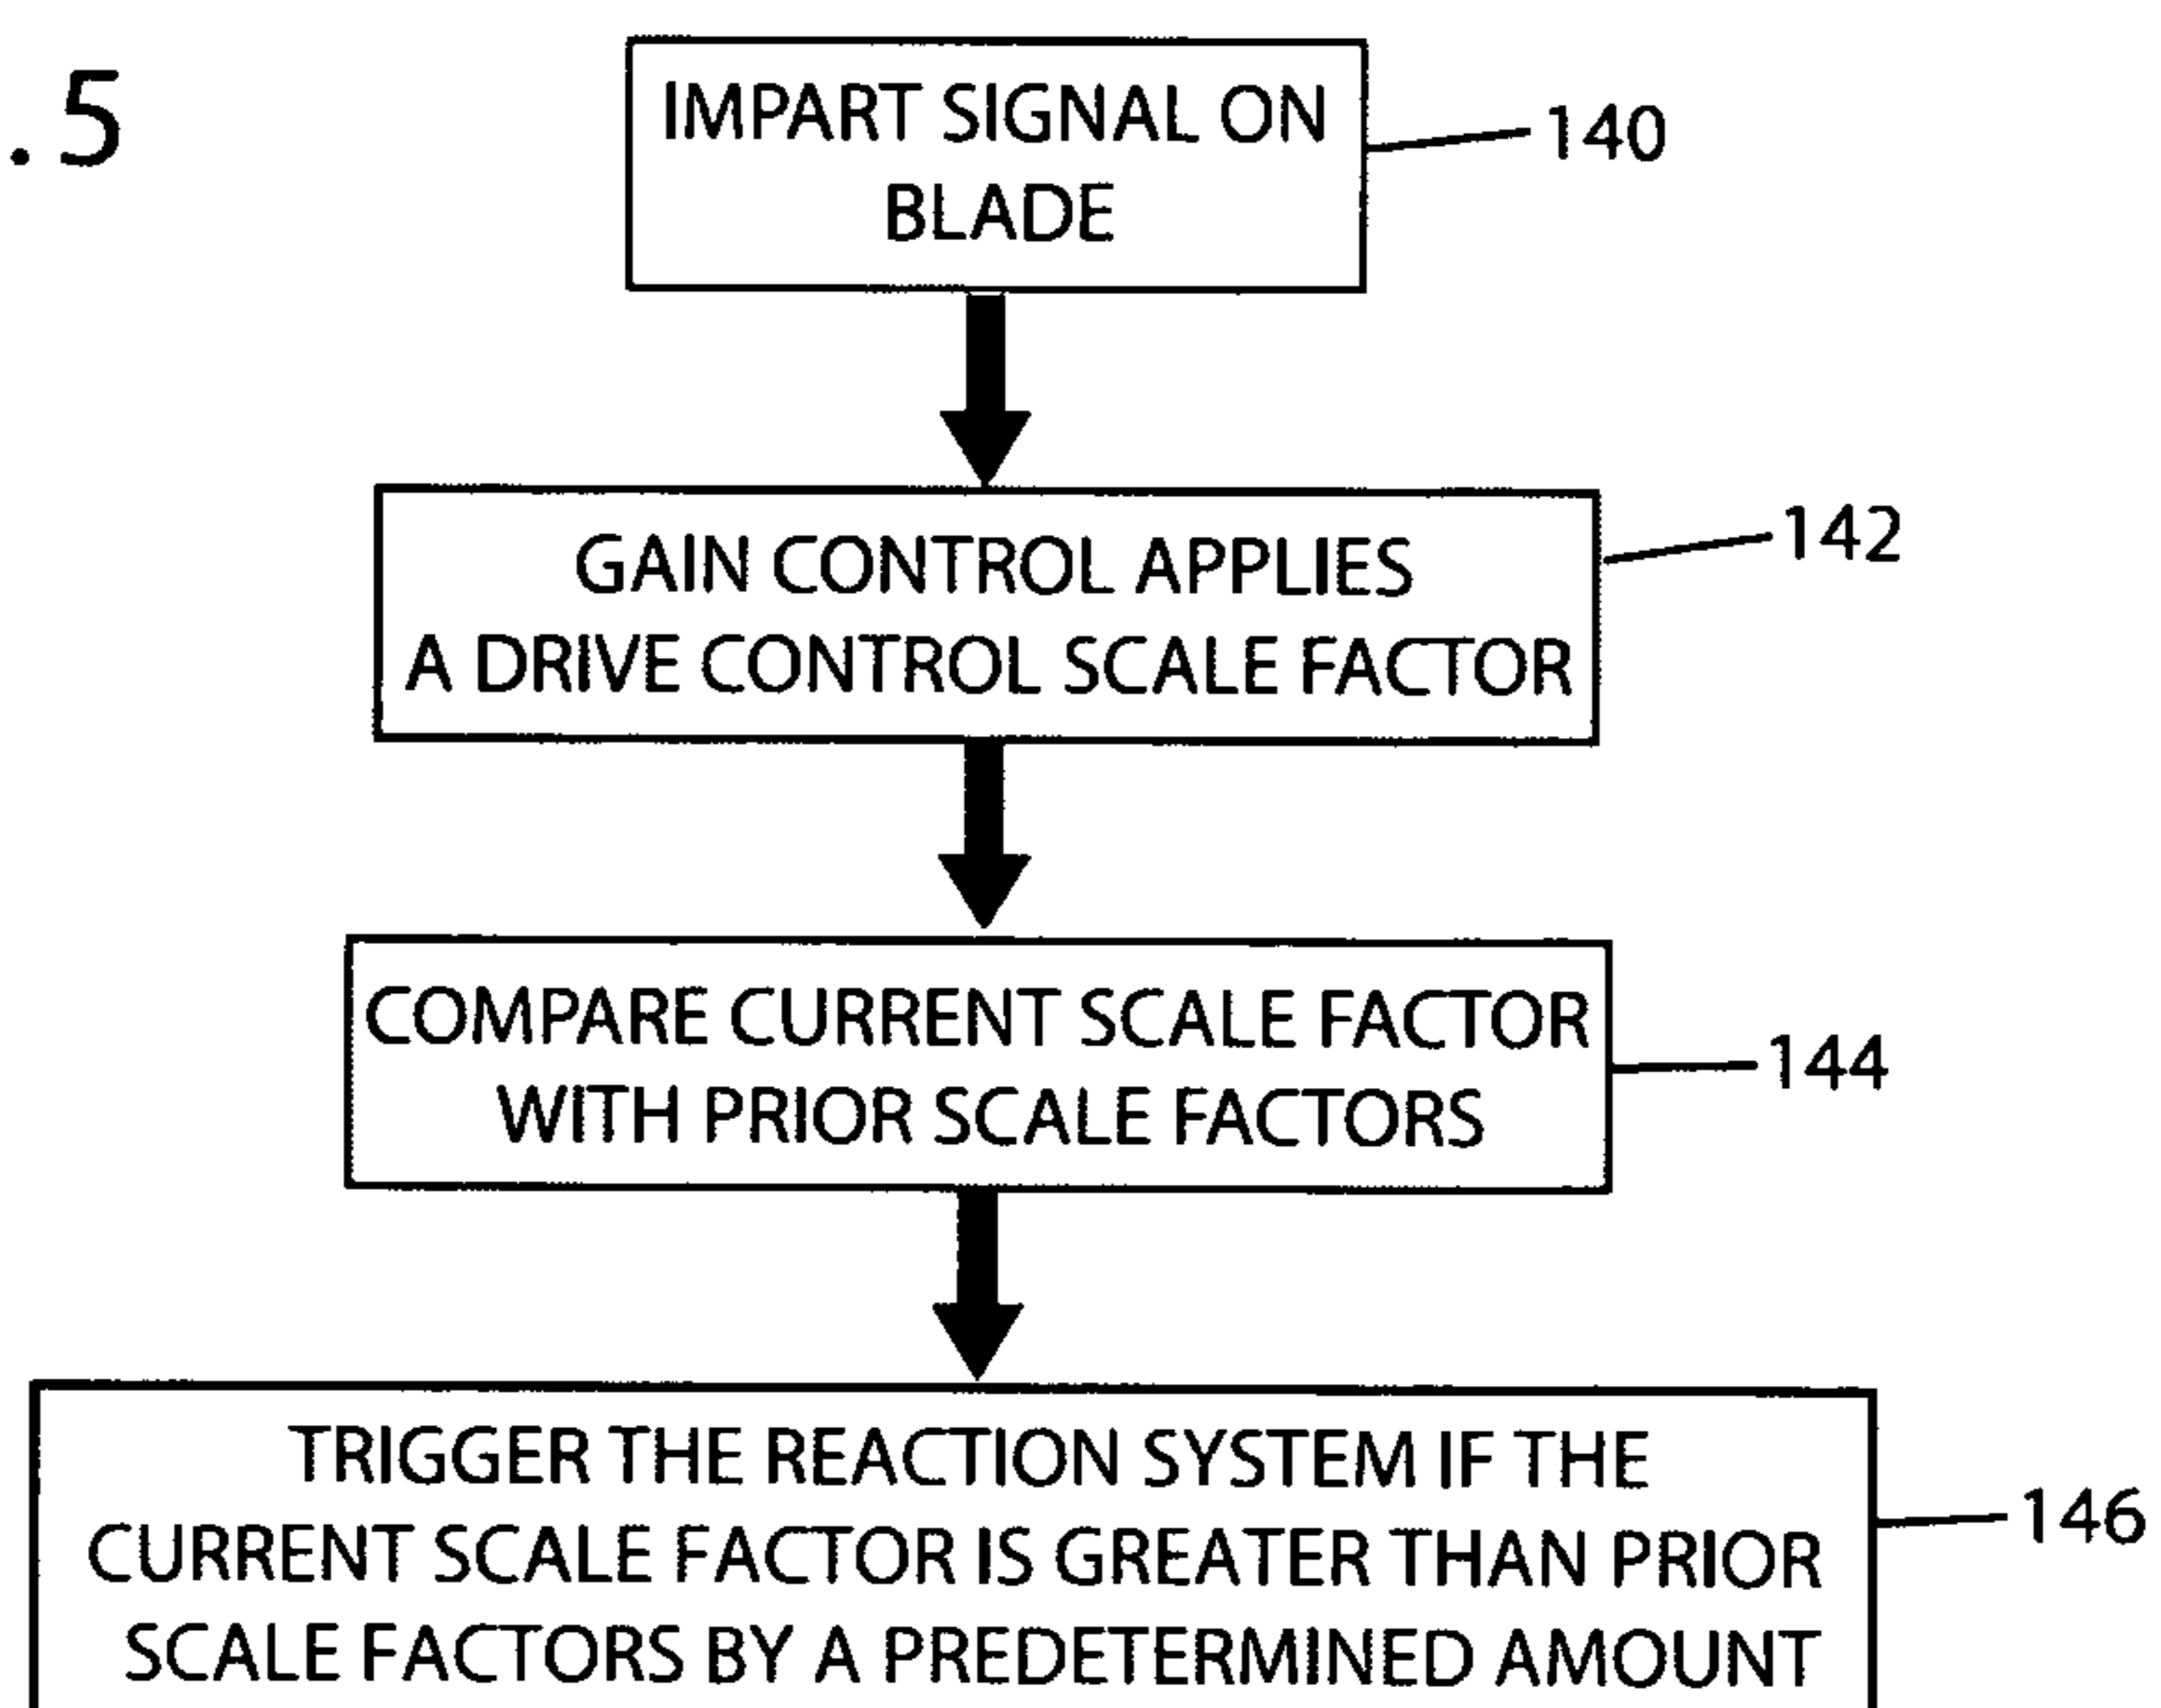 .5
IMPART SIGNAL ON
BLADE
140
GAIN CONTROL APPLIES
A DRIVE CONTROL SCALE FACTOR
142
COMPARE CURRENT SCALE FACTOR
WITH PRIOR SCALE FACTORS
144
TRIGGER THE REACTION SYSTEM IF THE
CURRENT SCALE FACTOR IS GREATER THAN PRIOR
SCALE FACTORS BY A PREDETERMINED AMOUNT
146